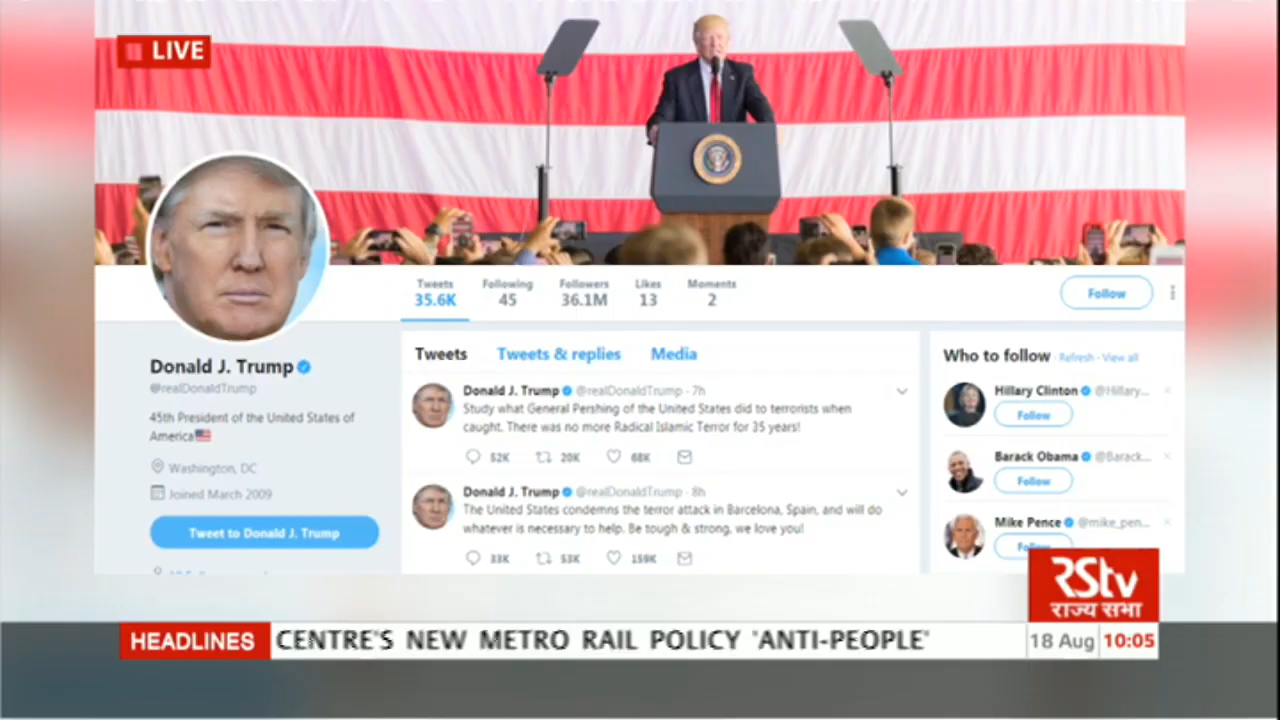 LIVE
Tweets Following Followers Likes Moments
35.6K 45 36.1M 13 2
Follow
Donald J. Trump
@realDonaldTrump
45th President of the United States of
America
Washington, DC
Joined March 2009
Tweet to Donald J. Trump
Tweets Tweets & replies Media
Donald J. Trump @realDonaldTrump · 7h
Study what General Pershing of the United States did to terrorists when
caught. There was no more Radical Islamic Terror for 35 years!
52K 20K 68K
Donald J. Trump @realDonaldTrump · 8h
The United States condemns the terror attack in Barcelona, Spain, and will do
whatever is necessary to help. Be tough & strong, we love you!
33K 53K 159K
Who to follow · Refresh · View all
Hillary Clinton @Hillary...
Follow
Barack Obama @Barack...
Follow
Mike Pence @mike_pen...
RStv
राज्य सभा
HEADLINES CENTRE'S NEW METRO RAIL POLICY 'ANTI-PEOPLE'
18 Aug 10:05